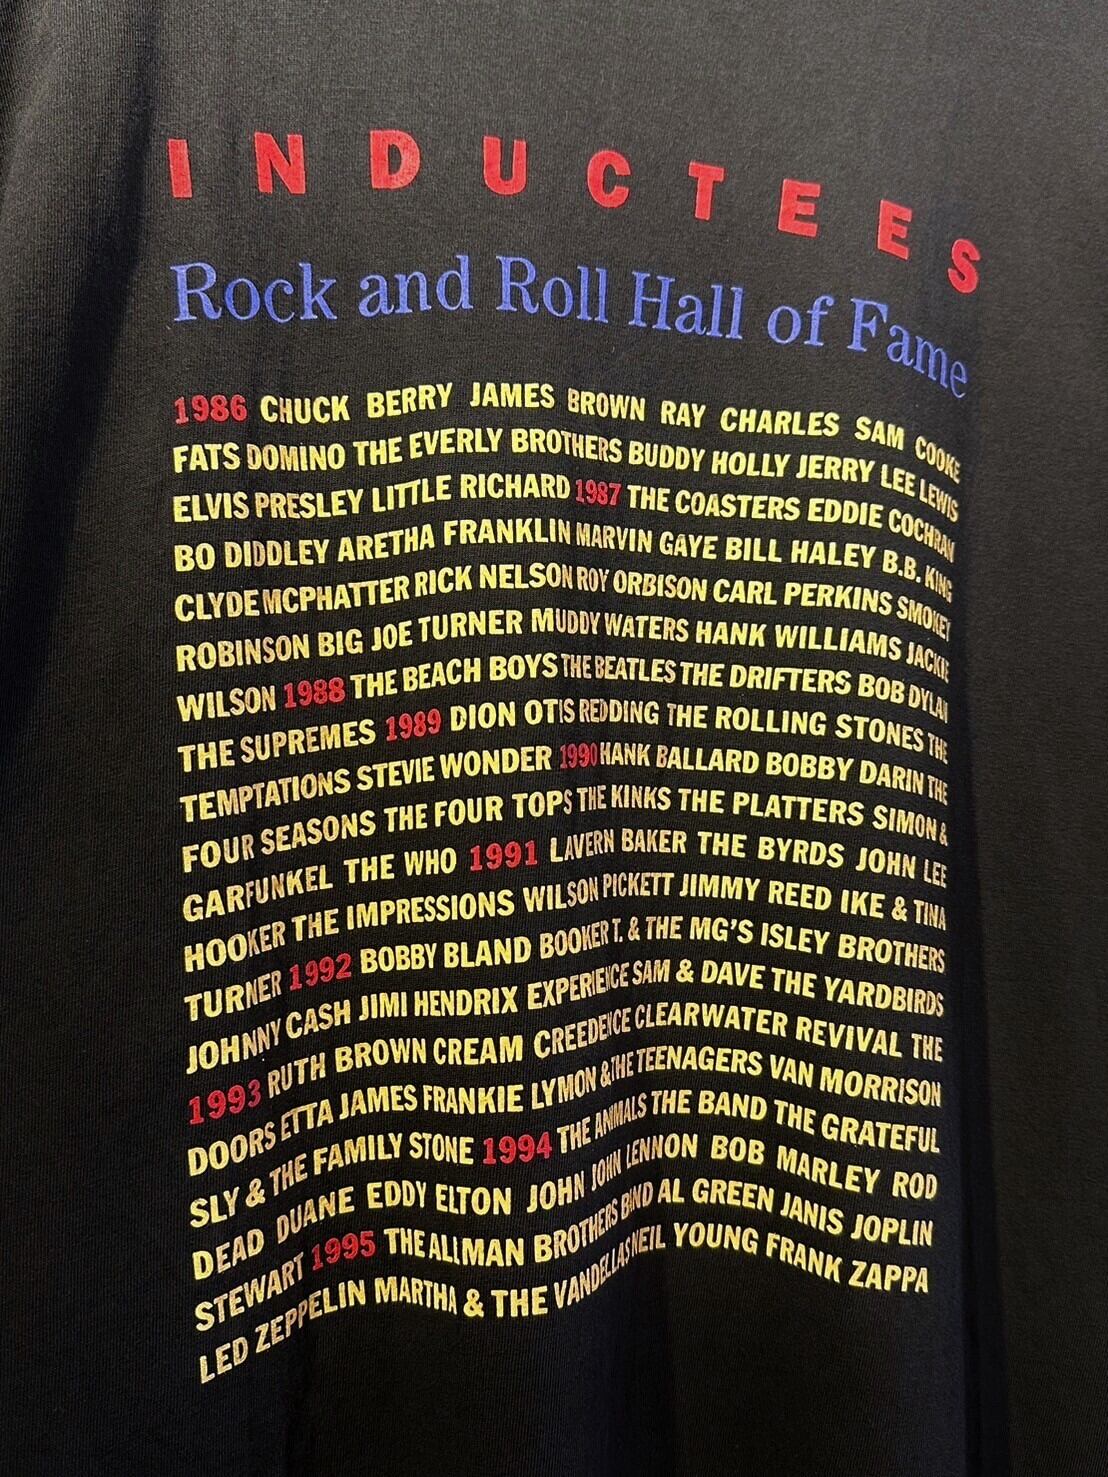 INDUCTEES
Rock and Roll Hall of Fame
1986 CHUCK BERRY JAMES BROWN RAY CHARLES SAM COOKE
FATS DOMINO THE EVERLY BROTHERS BUDDY HOLLY JERRY LEE LEWIS
ELVIS PRESLEY LITTLE RICHARD 1987 THE COASTERS EDDIE COCHRAN
BO DIDDLEY ARETHA FRANKLIN MARVIN GAYE BILL HALEY B.B. KING
CLYDE MCPHATTER RICK NELSON ROY ORBISON CARL PERKINS SMOKEY
ROBINSON BIG JOE TURNER MUDDY WATERS HANK WILLIAMS JACKIE
WILSON 1988 THE BEACH BOYS THE BEATLES THE DRIFTERS BOB DYLAN
THE SUPREMES 1989 DION OTIS REDDING THE ROLLING STONES THE
TEMPTATIONS STEVIE WONDER 1990 HANK BALLARD BOBBY DARIN THE
FOUR SEASONS THE FOUR TOPS THE KINKS THE PLATTERS SIMON &
GARFUNKEL THE WHO 1991 LAVERN BAKER THE BYRDS JOHN LEE
HOOKER THE IMPRESSIONS WILSON PICKETT JIMMY REED IKE & TINA
TURNER 1992 BOBBY BLAND BOOKER T. & THE MG'S ISLEY BROTHERS
JOHNNY CASH JIMI HENDRIX EXPERIENCE SAM & DAVE THE YARDBIRDS
1993 RUTH BROWN CREAM CREEDENCE CLEARWATER REVIVAL THE
DOORS ETTA JAMES FRANKIE LYMON & THE TEENAGERS VAN MORRISON
SLY & THE FAMILY STONE 1994 THE ANIMALS THE BAND THE GRATEFUL
DEAD DUANE EDDY ELTON JOHN JOHN LENNON BOB MARLEY ROD
STEWART 1995 THE ALLMAN BROTHERS BAND AL GREEN JANIS JOPLIN
LED ZEPPELIN MARTHA & THE VANDELLAS NEIL YOUNG FRANK ZAPPA